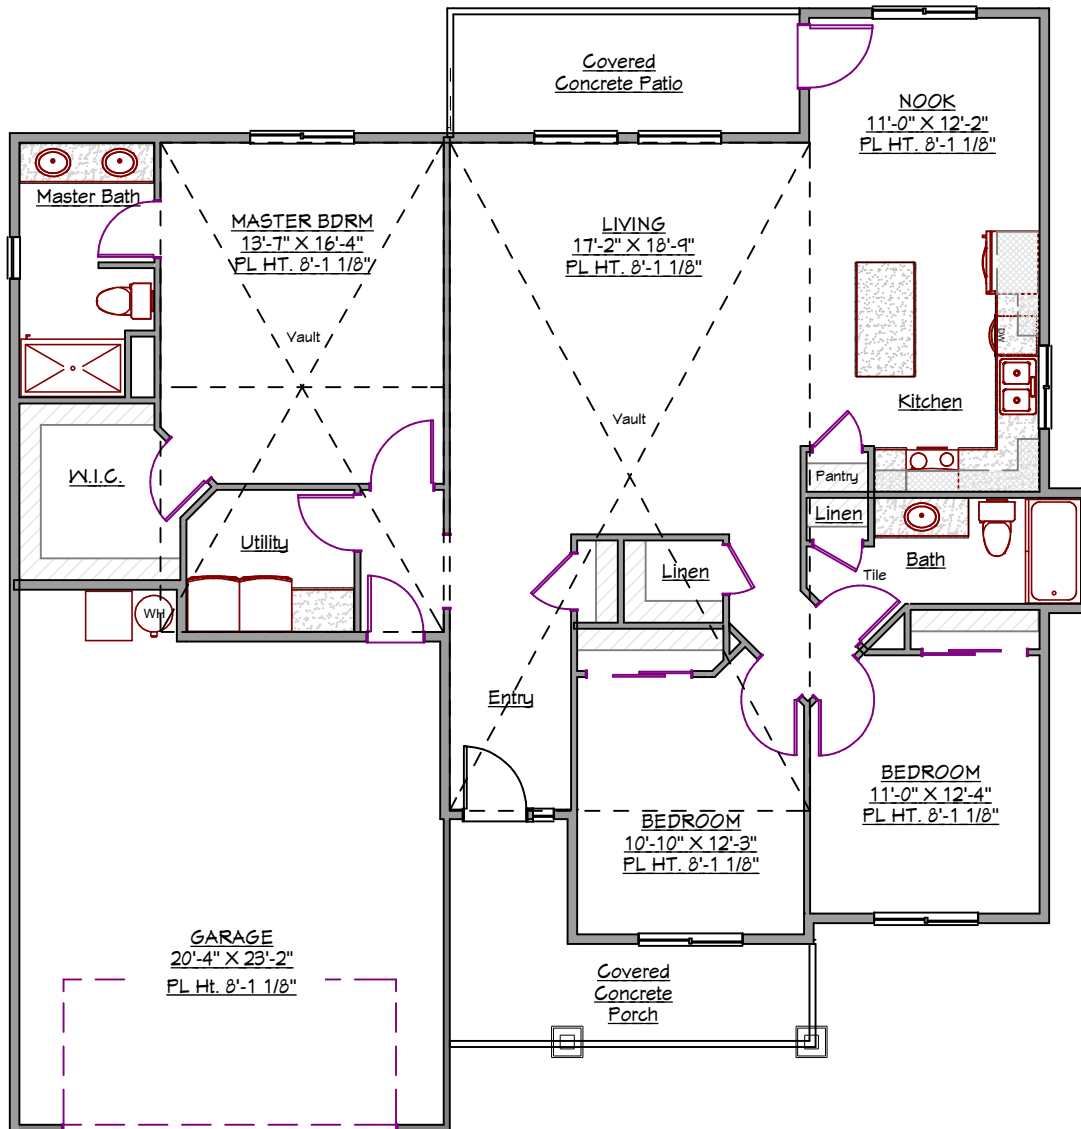 Covered
Concrete Patio
NOOK
11'-0" X 12'-2"
PL HT. 8'-1 1/8"
Master Bath
MASTER BDRM
13'-7" X 16'-4"
PL HT. 8'-1 1/8"
LIVING
17'-2" X 18'-9"
PL HT. 8'-1 1/8"
Vault
DW
Kitchen
Vault
W.I.C.
Pantry
Linen
Utility
Bath
Linen
Tile
WH
Entry
BEDROOM
11'-0" X 12'-4"
PL HT. 8'-1 1/8"
BEDROOM
10'-10" X 12'-3"
PL HT. 8'-1 1/8"
GARAGE
20'-4" X 23'-2"
PL Ht. 8'-1 1/8"
Covered
Concrete
Porch